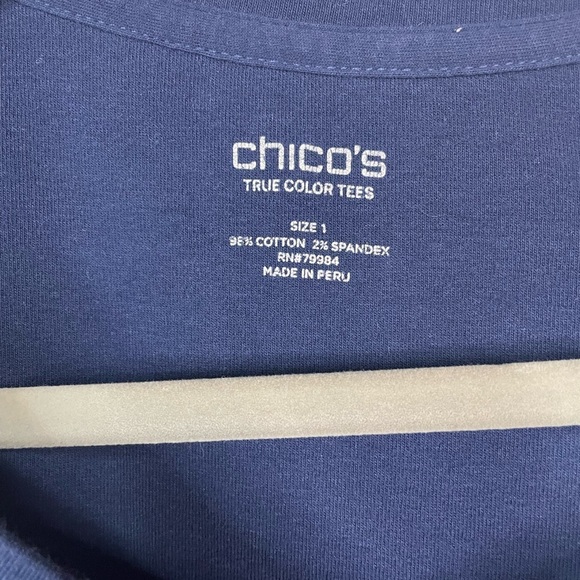 chico's
TRUE COLOR TEES
SIZE 1
98% COTTON 2% SPANDEX
RN#79984
MADE IN PERU